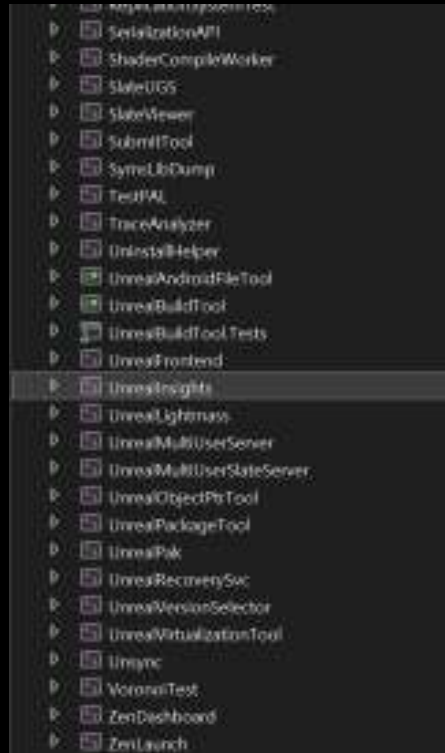 ReplicationSystemTest
SerializationAPI
ShaderCompileWorker
SlateUGS
SlateViewer
SubmitTool
SymsLibDump
TestPAL
TraceAnalyzer
UninstallHelper
UnrealAndroidFileTool
UnrealBuildTool
UnrealBuildTool.Tests
UnrealFrontend
UnrealInsights
UnrealLightmass
UnrealMultiUserServer
UnrealMultiUserSlateServer
UnrealObjectPtrTool
UnrealPackageTool
UnrealPak
UnrealRecoverySvc
UnrealVersionSelector
UnrealVirtualizationTool
Unsync
VoronoiTest
ZenDashboard
ZenLaunch